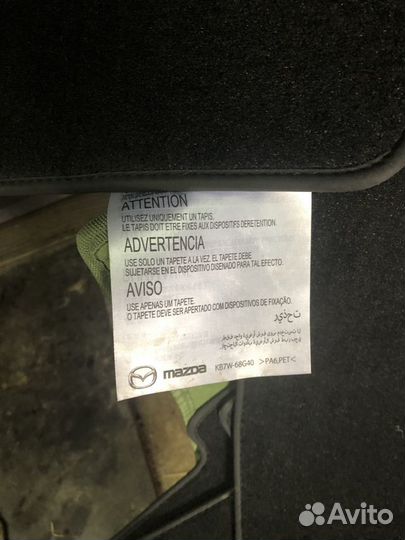 ATTENTION
UTILISEZ UNIQUEMENT UN TAPIS.
LE TAPIS DOIT ETRE FIXES AUX DISPOSITIFS DERETENTION.
ADVERTENCIA
USE SOLO UN TAPETE A LA VEZ. EL TAPETE DEBE
SUJETARSE EN EL DISPOSITIVO DISENADO PARA TAL EFECTO.
AVISO
USE APENAS UM TAPETE.
O TAPETE DEVE SER APERTADO COM DISPOSITIVOS DE FIXAÇÃO.
تحذير
mazda KB7W-68G40 >PA6,PET<
Avito